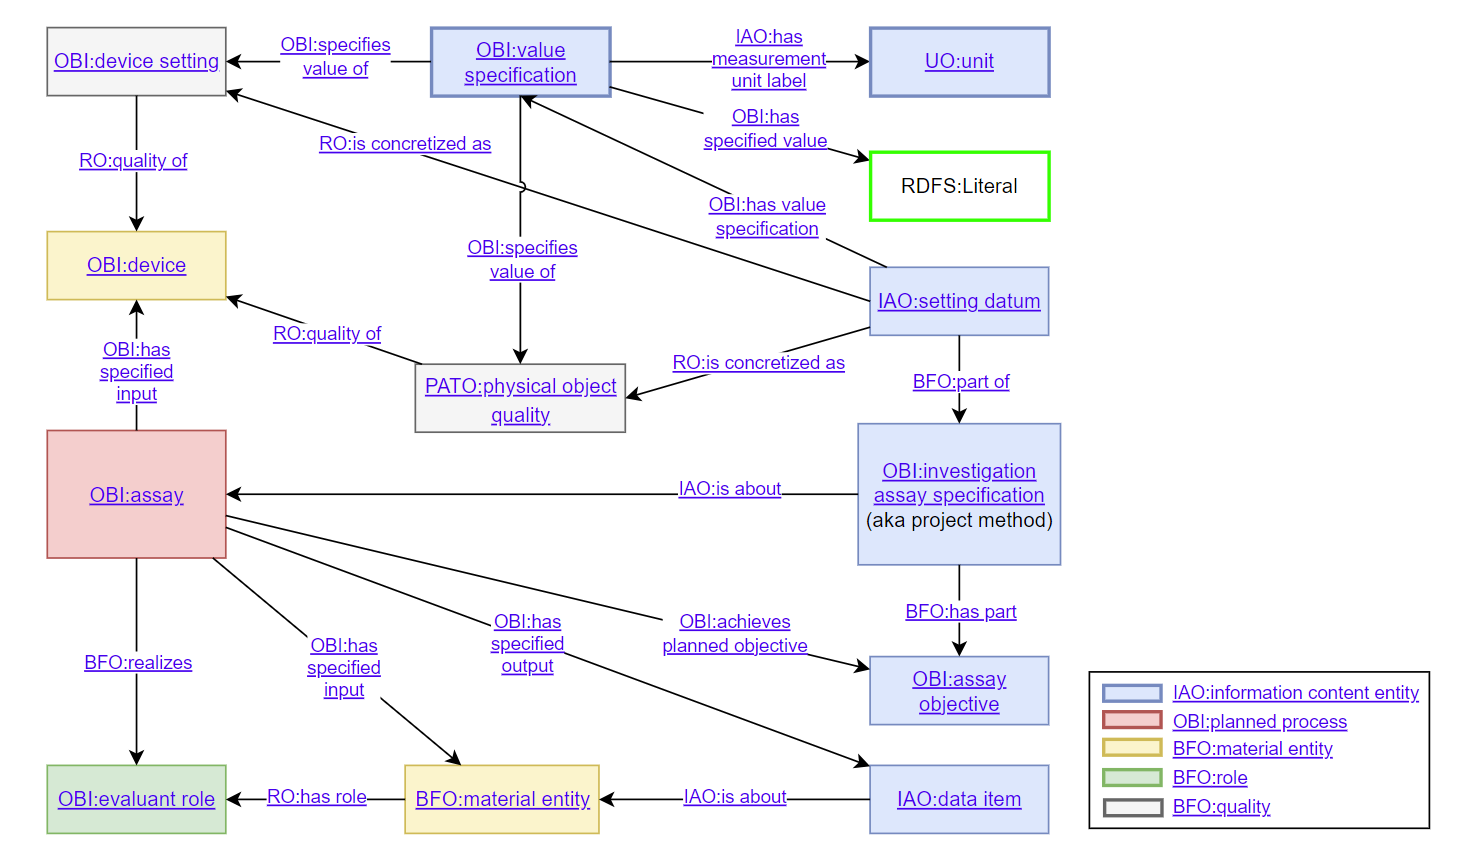 OBI:device setting
OBI:specifies
value of
OBI:value
specification
IAO:has
measurement
unit label
UO:unit
OBI:has
specified value
RO:is concretized as
RO:quality of
RDFS:Literal
OBI:has value
specification
OBI:specifies
value of
OBI:device
IAO:setting datum
RO:quality of
OBI:has
specified
input
RO:is concretized as
PATO:physical object
quality
BFO:part of
OBI:assay
IAO:is about
OBI:investigation
assay specification
(aka project method)
BFO:has part
OBI:achieves
planned objective
OBI:has
specified
output
OBI:has
specified
input
BFO:realizes
OBI:assay
objective
OBI:evaluant role
RO:has role
BFO:material entity
IAO:is about
IAO:data item
IAO:information content entity
OBI:planned process
BFO:material entity
BFO:role
BFO:quality